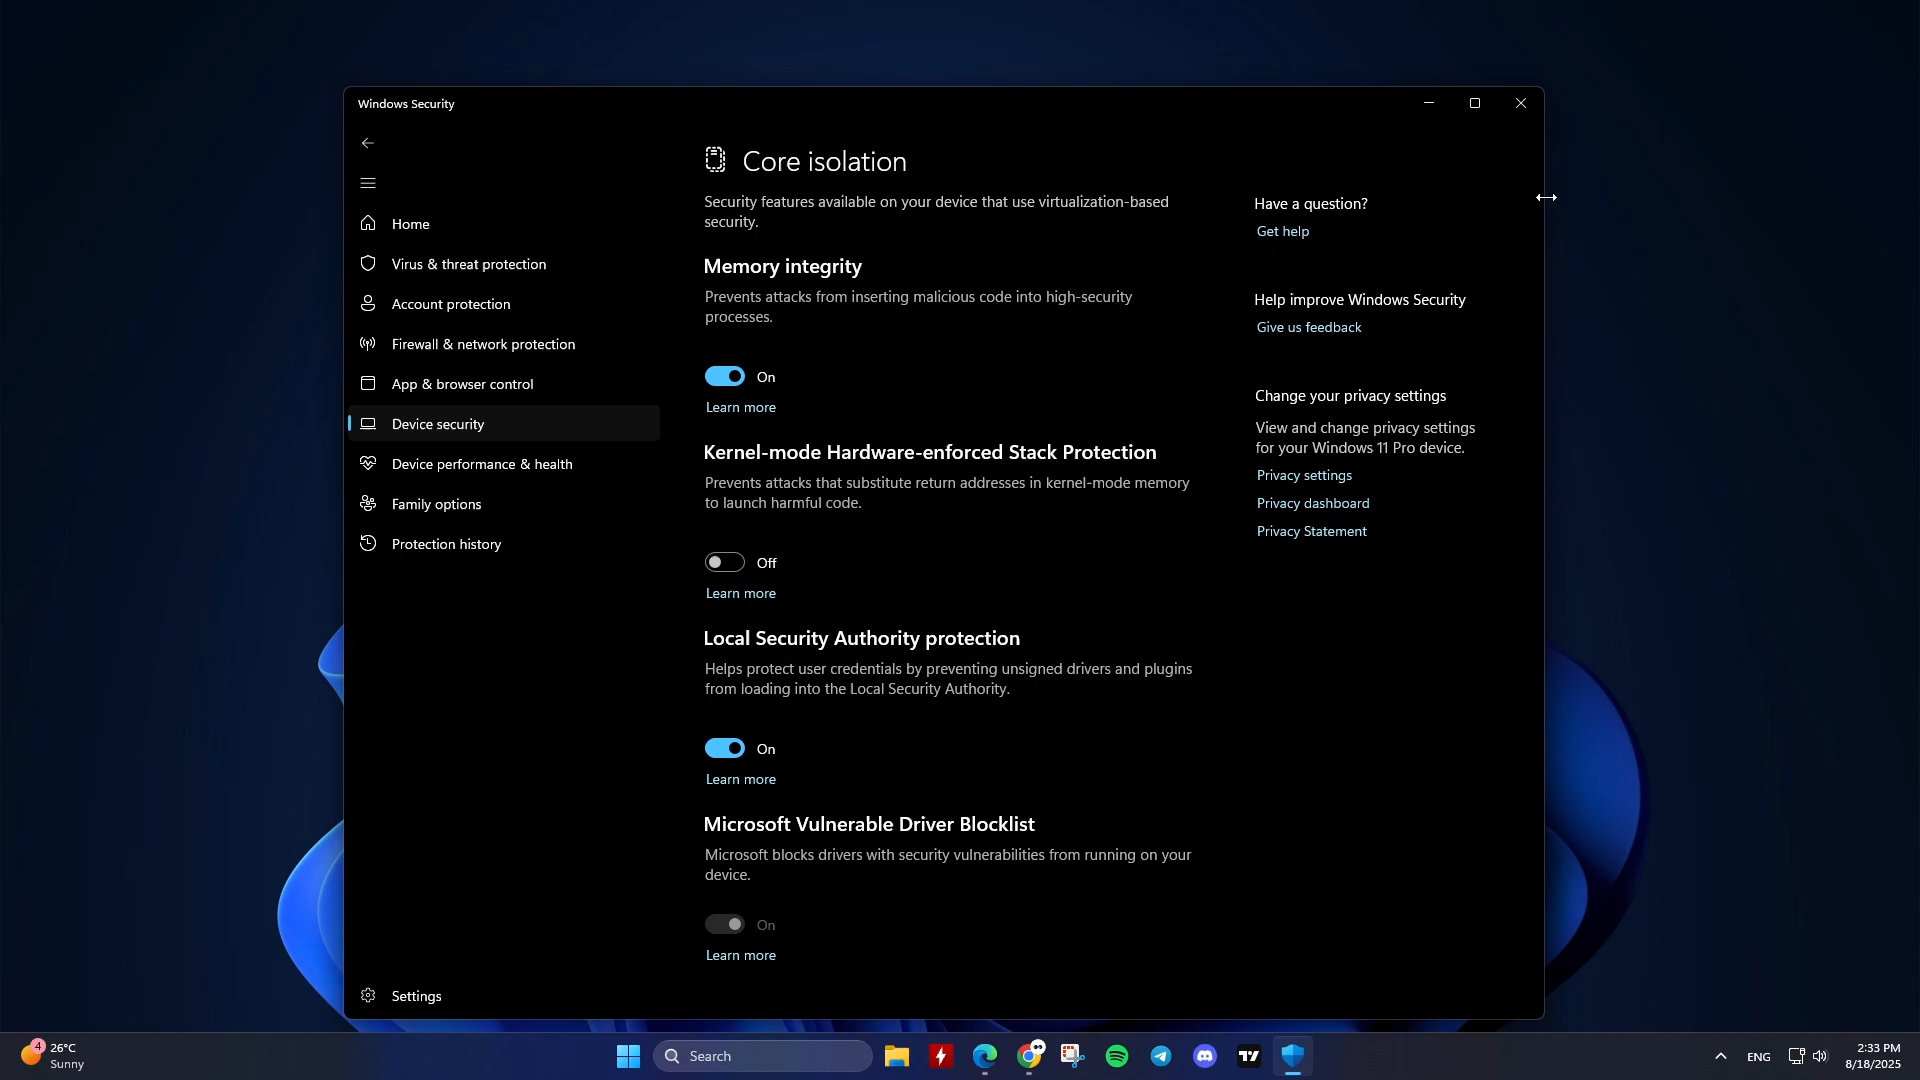 Windows Security
Core isolation
Security features available on your device that use virtualization-based
security.
Home
Virus & threat protection
Account protection
Firewall & network protection
App & browser control
Device security
Device performance & health
Family options
Protection history
Settings
Memory integrity
Prevents attacks from inserting malicious code into high-security
processes.
On
Learn more
Kernel-mode Hardware-enforced Stack Protection
Prevents attacks that substitute return addresses in kernel-mode memory
to launch harmful code.
Off
Learn more
Local Security Authority protection
Helps protect user credentials by preventing unsigned drivers and plugins
from loading into the Local Security Authority.
On
Learn more
Microsoft Vulnerable Driver Blocklist
Microsoft blocks drivers with security vulnerabilities from running on your
device.
On
Learn more
Have a question?
Get help
Help improve Windows Security
Give us feedback
Change your privacy settings
View and change privacy settings
for your Windows 11 Pro device.
Privacy settings
Privacy dashboard
Privacy Statement
4
26°C
Sunny
Search
ENG
2:33 PM
8/18/2025